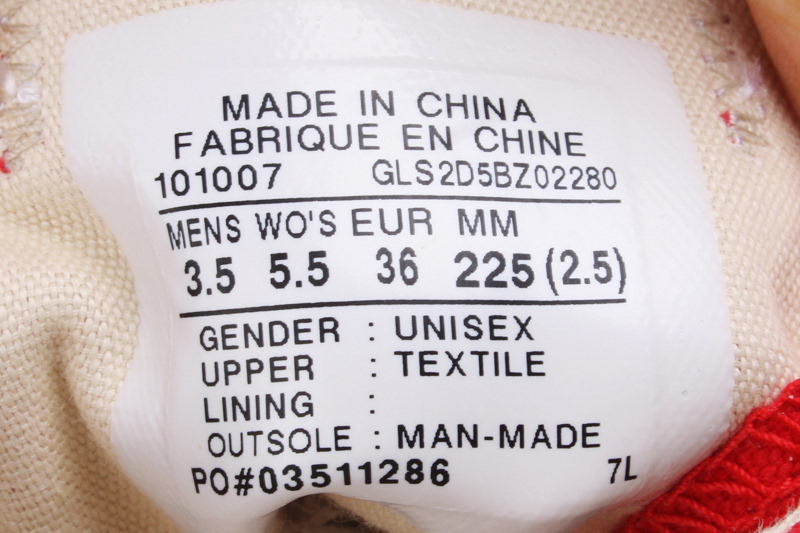 MADE IN CHINA
FABRIQUE EN CHINE
101007 GLS2D5BZ02280
MENS WO'S EUR MM
3.5 5.5 36 225 (2.5)
GENDER : UNISEX
UPPER : TEXTILE
LINING :
OUTSOLE : MAN-MADE
PO#03511286 7L